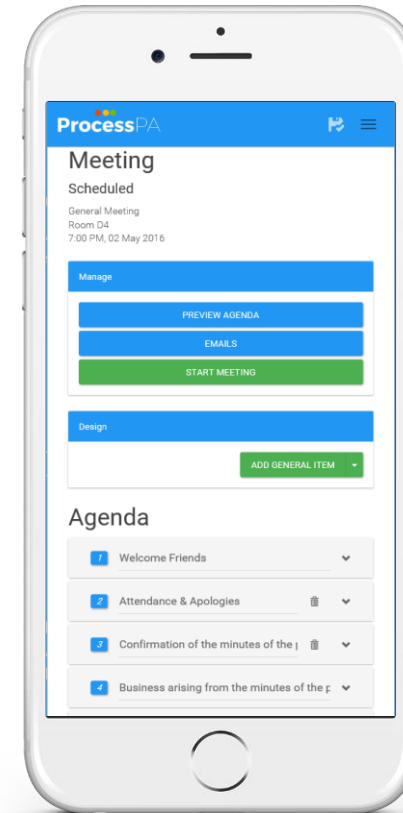 ProcessPA
Meeting
Scheduled
General Meeting
Room D4
7:00 PM, 02 May 2016
Manage
PREVIEW AGENDA
EMAILS
START MEETING
Design
ADD GENERAL ITEM
Agenda
1 Welcome Friends
2 Attendance & Apologies
3 Confirmation of the minutes of the
4 Business arising from the minutes of the